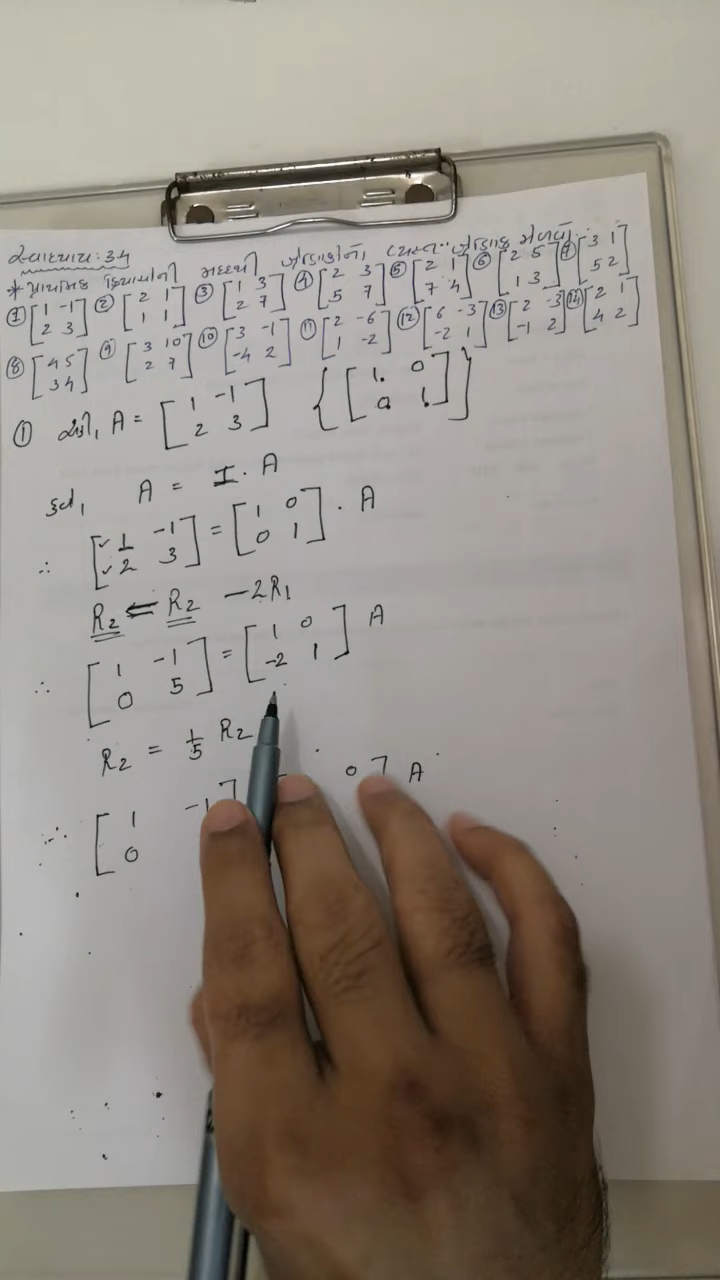 સ્વાધ્યાય: 3.4
* પ્રાથમિક ક્રિયાઓની મદદથી શ્રેણિકોના વ્યસ્ત શ્રેણિક મેળવો.
① [1 -1; 2 3] ② [2 1; 1 1] ③ [1 3; 2 7] ④ [2 3; 5 7] ⑤ [2 1; 7 4] ⑥ [2 5; 1 3] ⑦ [3 1; 5 2]
⑧ [4 5; 3 4] ⑨ [3 10; 2 7] ⑩ [3 -1; -4 2] ⑪ [2 -6; 1 -2] ⑫ [6 -3; -2 1] ⑬ [2 -3; -1 2] ⑭ [2 1; 4 2]
① A = [1 -1; 2 3] {[1 0; 0 1]}
હવે, A = I . A
∴ [1 -1; 2 3] = [1 0; 0 1] . A
R2 = R2 - 2R1
∴ [1 -1; 0 5] = [1 0; -2 1] A
R2 = 1/5 R2
∴ [1 -1; 0 0] A